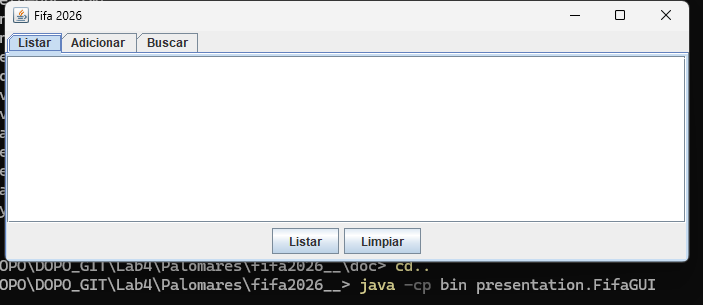 Fifa 2026
Listar Adicionar Buscar
Listar Limpiar
OPO\DOPO_GIT\Lab4\Palomares\fifa2026__\doc> cd..
OPO\DOPO_GIT\Lab4\Palomares\fifa2026__> java -cp bin presentation.FifaGUI